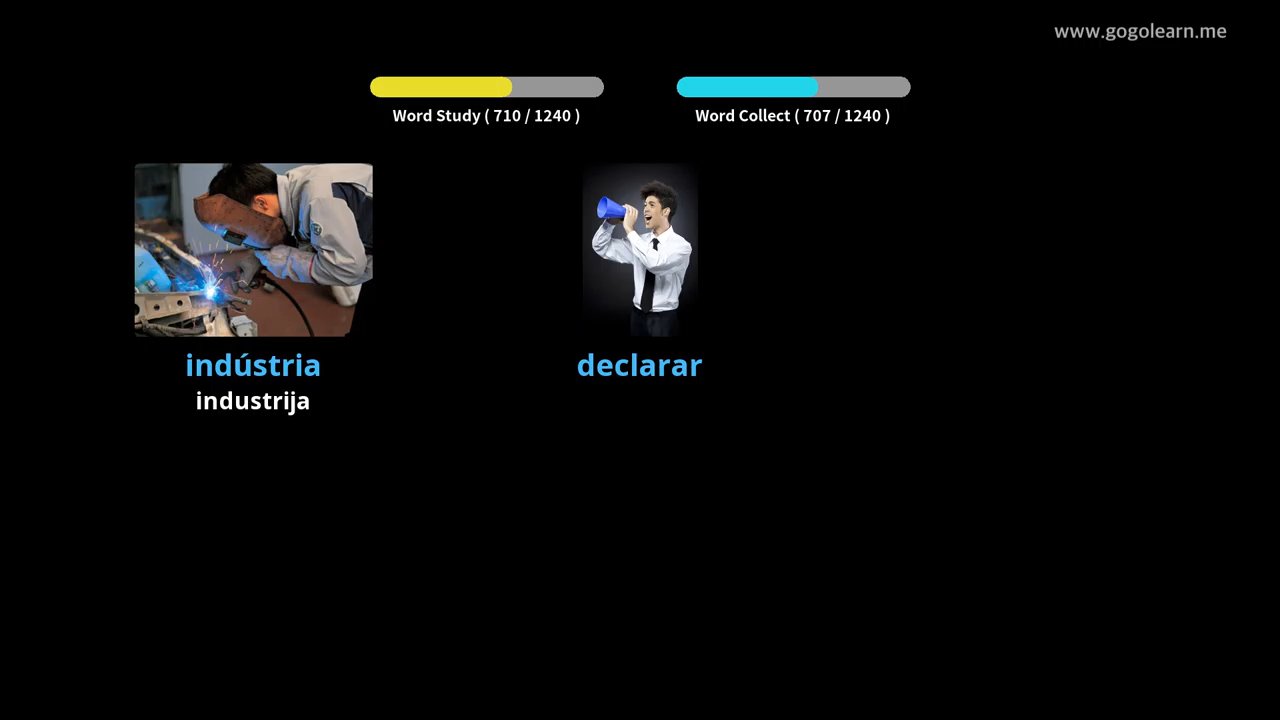 www.gogolearn.me
Word Study ( 710 / 1240 )
Word Collect ( 707 / 1240 )
indústria
industrija
declarar